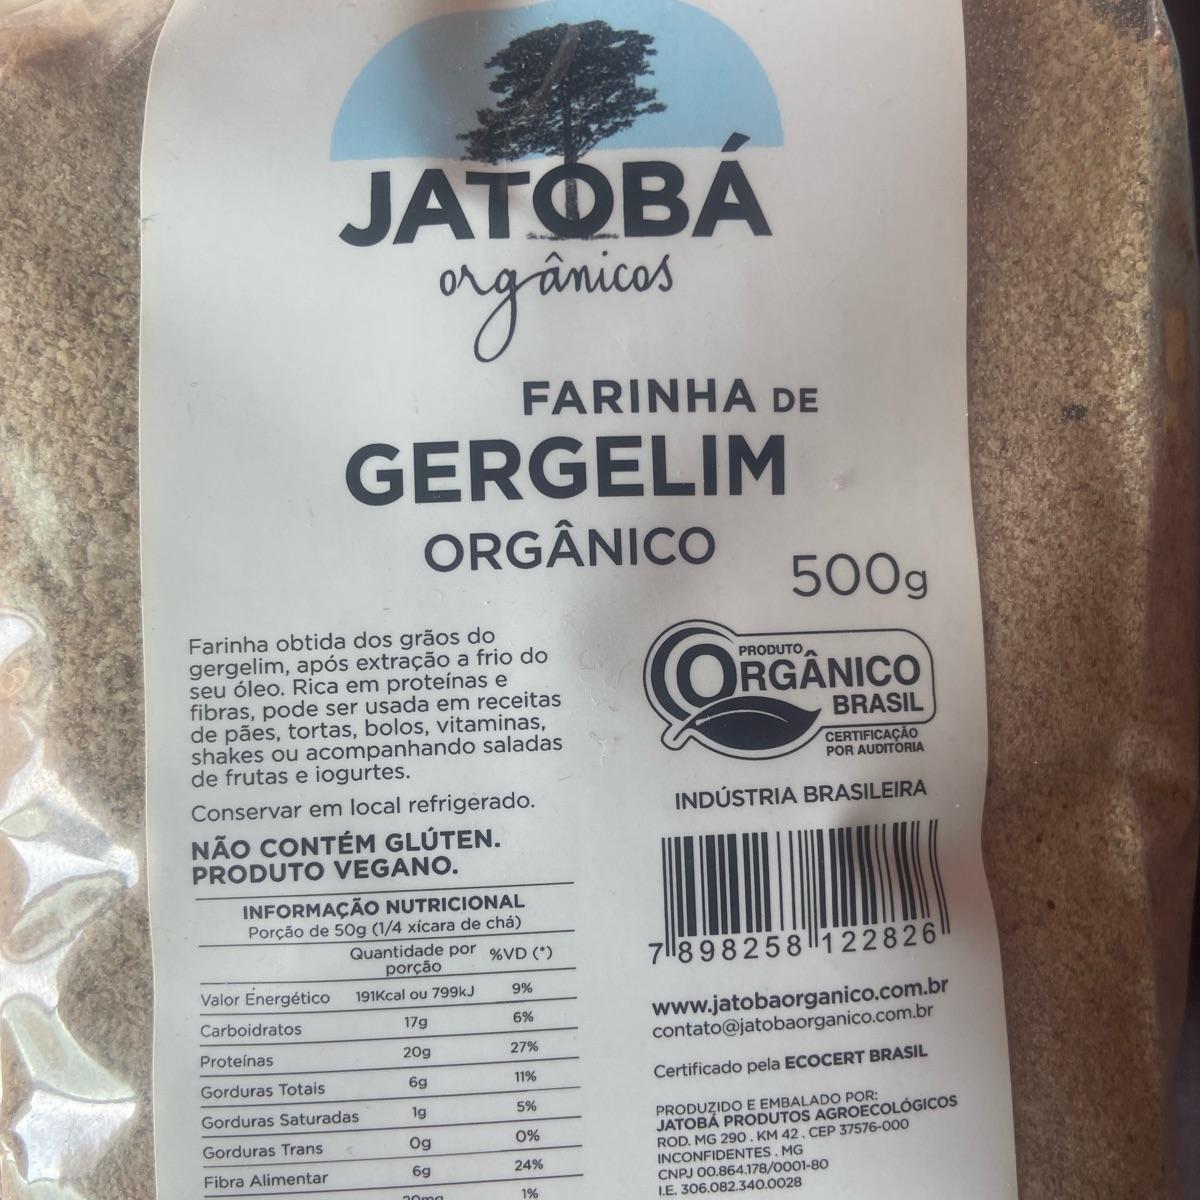 JATOBÁ
orgânicos
FARINHA DE
GERGELIM
ORGÂNICO
500g
Farinha obtida dos grãos do
gergelim, após extração a frio do
seu óleo. Rica em proteínas e
fibras, pode ser usada em receitas
de pães, tortas, bolos, vitaminas,
shakes ou acompanhando saladas
de frutas e iogurtes.
Conservar em local refrigerado.
NÃO CONTÉM GLÚTEN.
PRODUTO VEGANO.
INFORMAÇÃO NUTRICIONAL
Porção de 50g (1/4 xícara de chá)
Quantidade por porção %VD (*)
Valor Energético 191Kcal ou 799kJ 9%
Carboidratos 17g 6%
Proteínas 20g 27%
Gorduras Totais 6g 11%
Gorduras Saturadas 1g 5%
Gorduras Trans 0g 0%
Fibra Alimentar 6g 24%
1%
PRODUTO
ORGÂNICO
BRASIL
CERTIFICAÇÃO
POR AUDITORIA
INDÚSTRIA BRASILEIRA
7 898258 122826
www.jatobaorganico.com.br
contato@jatobaorganico.com.br
Certificado pela ECOCERT BRASIL
PRODUZIDO E EMBALADO POR:
JATOBÁ PRODUTOS AGROECOLÓGICOS
ROD. MG 290 . KM 42 . CEP 37576-000
INCONFIDENTES . MG
CNPJ 00.864.178/0001-80
I.E. 306.082.340.0028